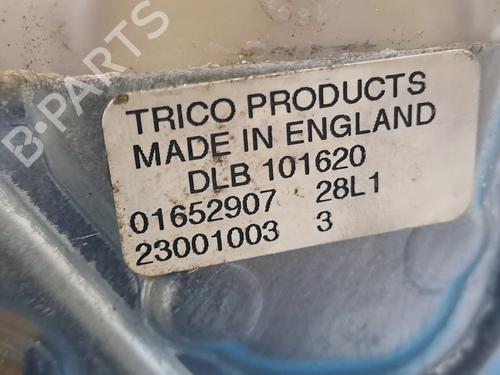 B-PARTS
TRICO PRODUCTS
MADE IN ENGLAND
DLB 101620
01652907 28L1
23001003 3